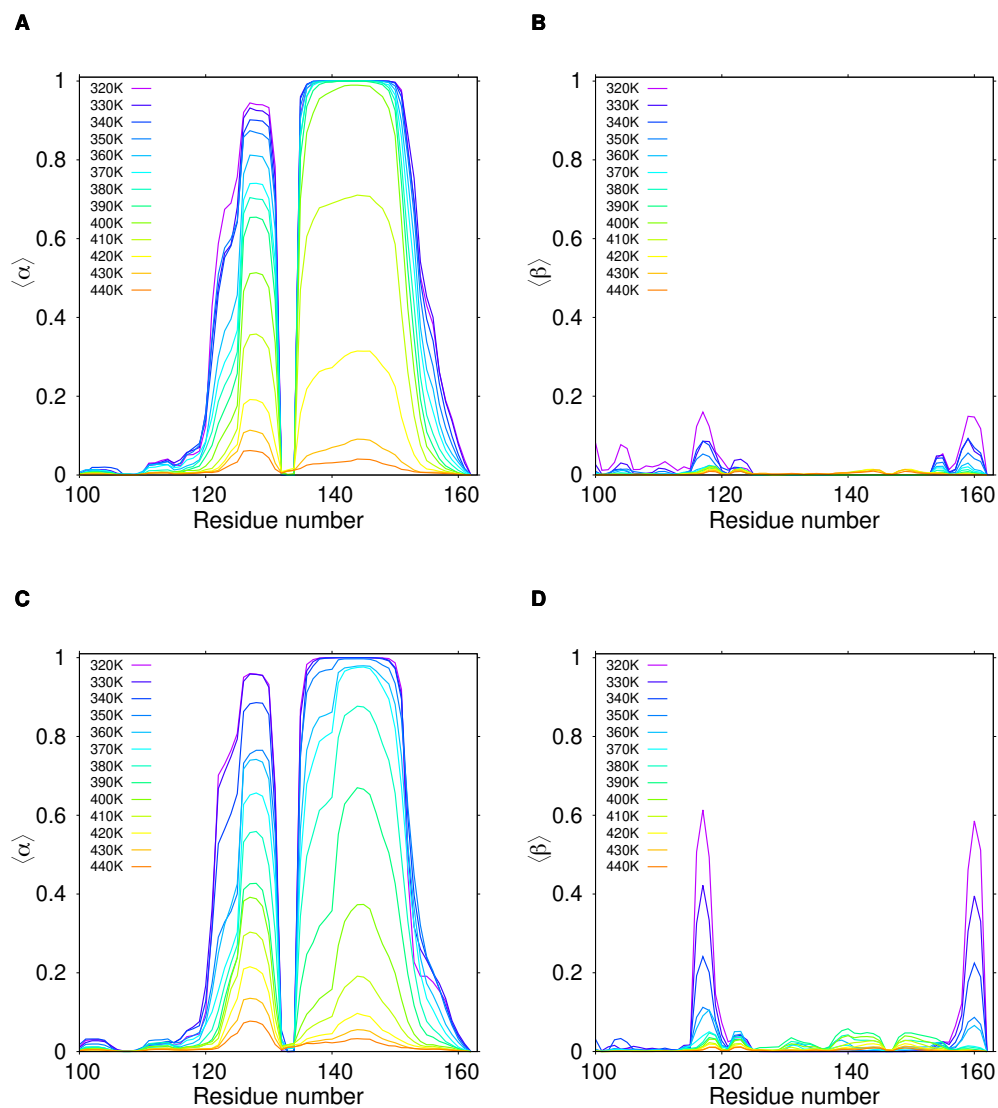 A
B
1
0.8
0.6
0.4
0.2
0
⟨α⟩
320K
330K
340K
350K
360K
370K
380K
390K
400K
410K
420K
430K
440K
100 120 140 160
Residue number
1
0.8
0.6
0.4
0.2
0
⟨β⟩
320K
330K
340K
350K
360K
370K
380K
390K
400K
410K
420K
430K
440K
100 120 140 160
Residue number
C
D
1
0.8
0.6
0.4
0.2
0
⟨α⟩
320K
330K
340K
350K
360K
370K
380K
390K
400K
410K
420K
430K
440K
100 120 140 160
Residue number
1
0.8
0.6
0.4
0.2
0
⟨β⟩
320K
330K
340K
350K
360K
370K
380K
390K
400K
410K
420K
430K
440K
100 120 140 160
Residue number